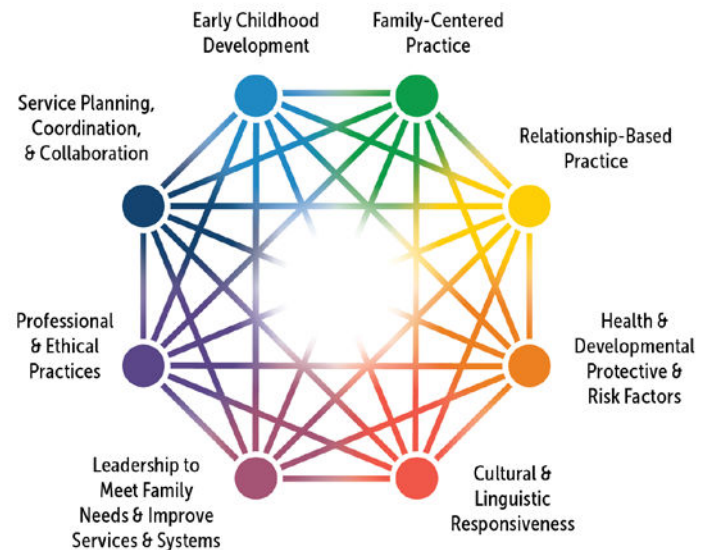 Early Childhood
Development
Family-Centered
Practice
Service Planning,
Coordination,
& Collaboration
Relationship-Based
Practice
Professional
& Ethical
Practices
Health &
Developmental
Protective &
Risk Factors
Leadership to
Meet Family
Needs & Improve
Services & Systems
Cultural &
Linguistic
Responsiveness